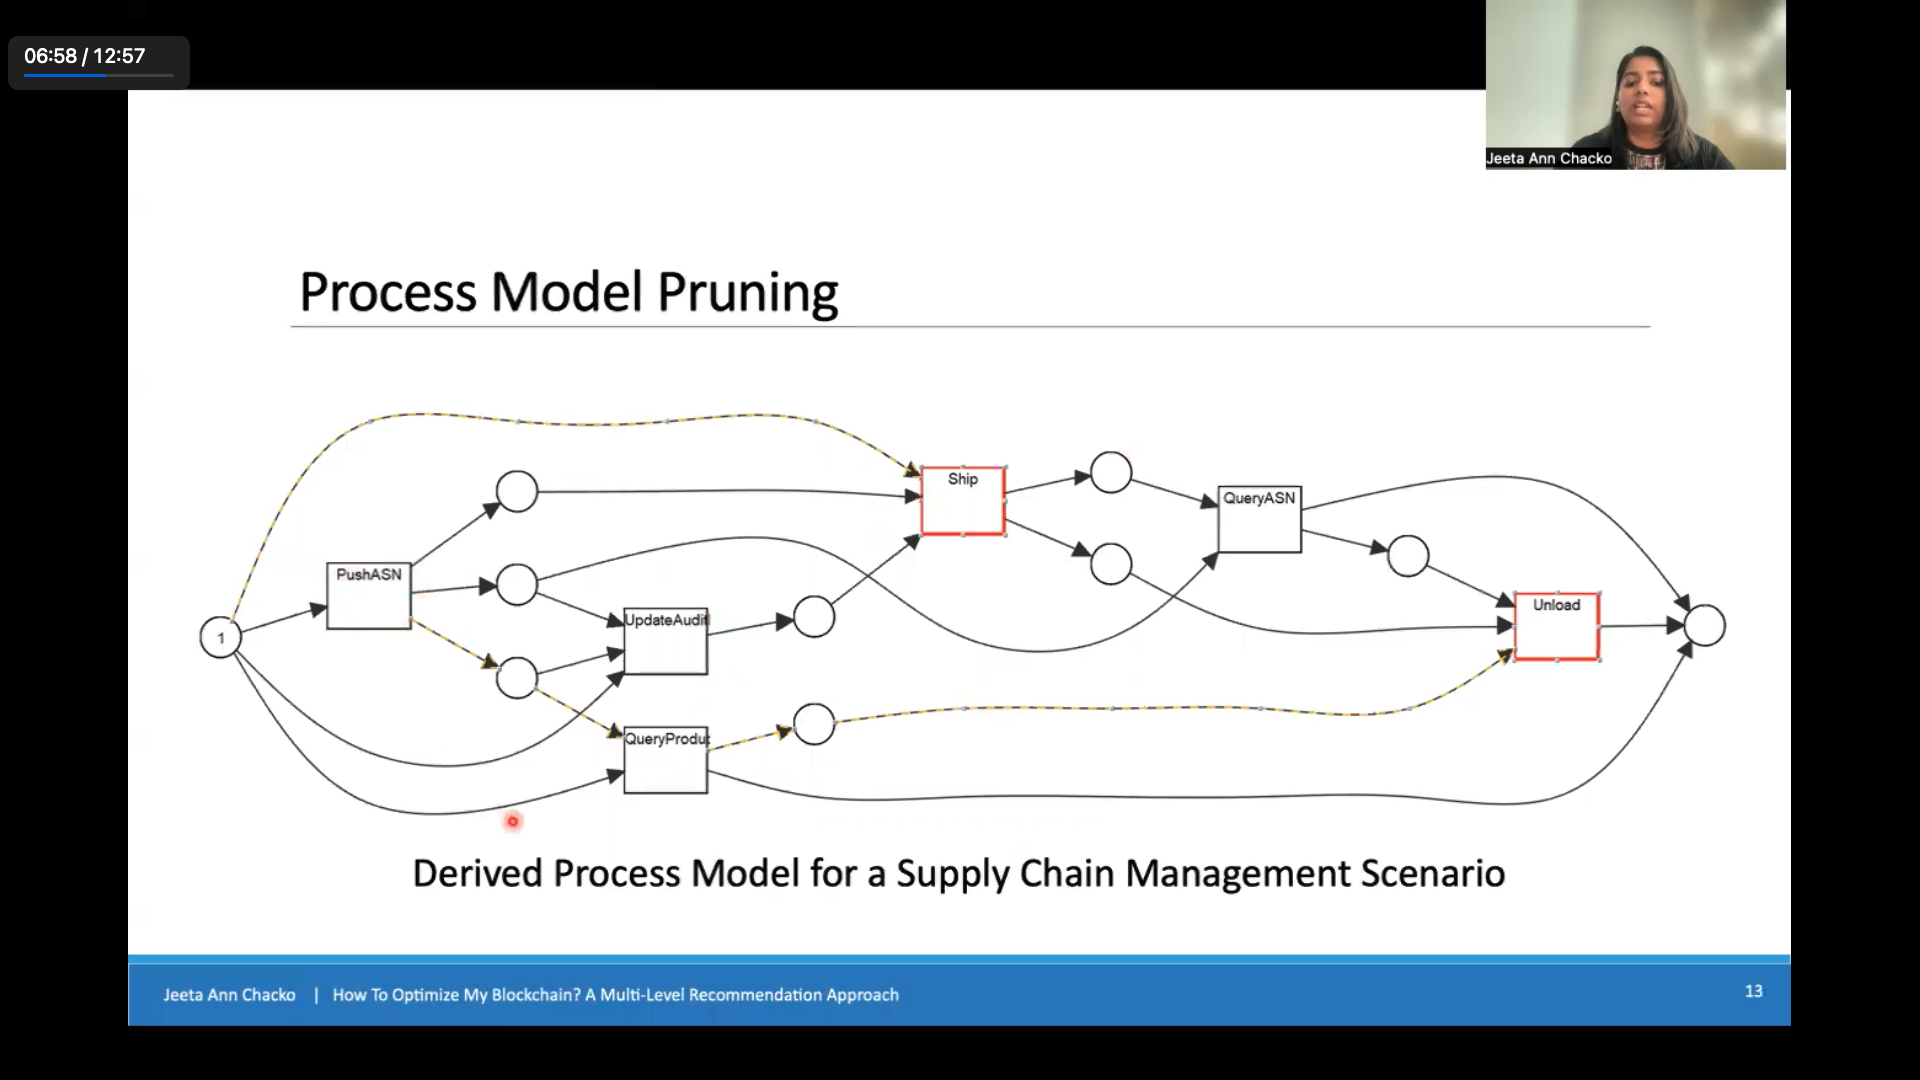 06:58 / 12:57
Jeeta Ann Chacko
Process Model Pruning
Ship
QueryASN
PushASN
Unload
UpdateAudit
1
QueryProdu
Derived Process Model for a Supply Chain Management Scenario
Jeeta Ann Chacko | How To Optimize My Blockchain? A Multi-Level Recommendation Approach
13